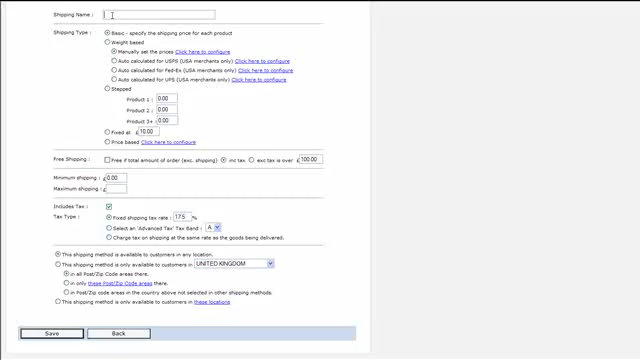 Shipping Name:
Shipping Type: Basic - specify the shipping price for each product
Weight based
Manually set the prices Click here to configure
Auto calculated for USPS (USA merchants only) Click here to configure
Auto calculated for Fed-Ex (USA merchants only) Click here to configure
Auto calculated for UPS (USA merchants only) Click here to configure
Stepped
Product 1 : 0.00
Product 2 : 0.00
Product 3+ : 0.00
Fixed at £10.00
Price based Click here to configure
Free Shipping : Free if total amount of order (exc. shipping) inc tax exc tax is over £100.00
Minimum shipping : £0.00
Maximum shipping : £
Includes Tax :
Tax Type : Fixed shipping tax rate : 17.5 %
Select an 'Advanced Tax' Tax Band : A
Charge tax on shipping at the same rate as the goods being delivered.
This shipping method is available to customers in any location.
This shipping method is only available to customers in UNITED KINGDOM
in all Post/Zip Code areas there.
in only these Post/Zip Code areas there.
in Post/Zip code areas in the country above not selected in other shipping methods.
This shipping method is only available to customers in these locations
Save Back